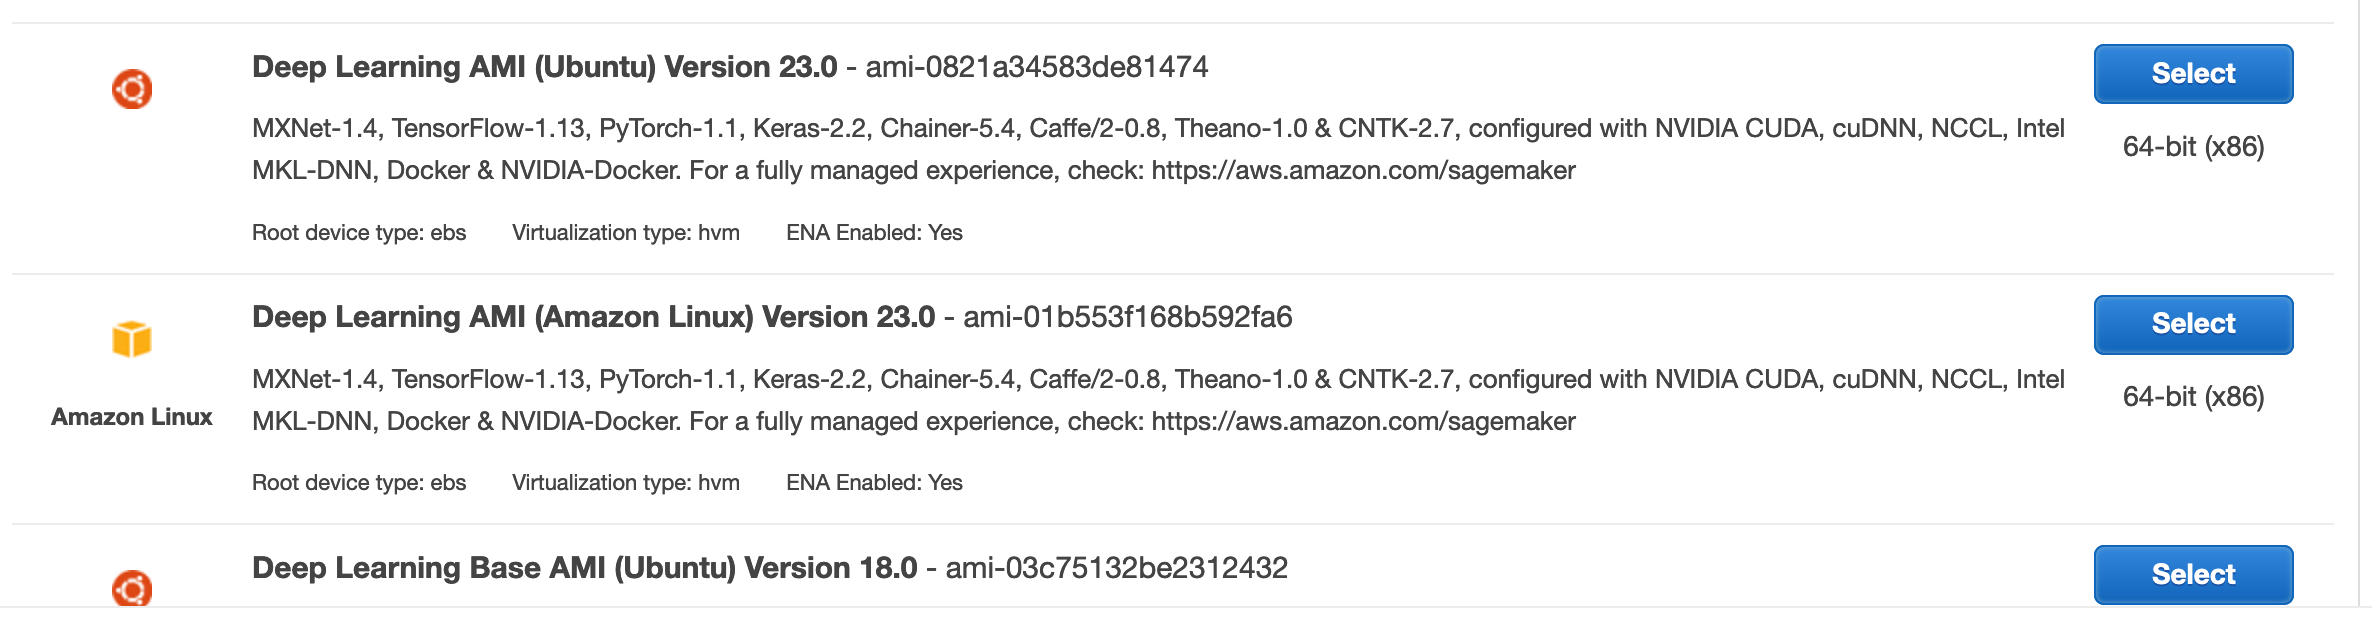 Deep Learning AMI (Ubuntu) Version 23.0 - ami-0821a34583de81474
Select
MXNet-1.4, TensorFlow-1.13, PyTorch-1.1, Keras-2.2, Chainer-5.4, Caffe/2-0.8, Theano-1.0 & CNTK-2.7, configured with NVIDIA CUDA, cuDNN, NCCL, Intel
MKL-DNN, Docker & NVIDIA-Docker. For a fully managed experience, check: https://aws.amazon.com/sagemaker
64-bit (x86)
Root device type: ebs Virtualization type: hvm ENA Enabled: Yes
Deep Learning AMI (Amazon Linux) Version 23.0 - ami-01b553f168b592fa6
Select
Amazon Linux
MXNet-1.4, TensorFlow-1.13, PyTorch-1.1, Keras-2.2, Chainer-5.4, Caffe/2-0.8, Theano-1.0 & CNTK-2.7, configured with NVIDIA CUDA, cuDNN, NCCL, Intel
MKL-DNN, Docker & NVIDIA-Docker. For a fully managed experience, check: https://aws.amazon.com/sagemaker
64-bit (x86)
Root device type: ebs Virtualization type: hvm ENA Enabled: Yes
Deep Learning Base AMI (Ubuntu) Version 18.0 - ami-03c75132be2312432
Select